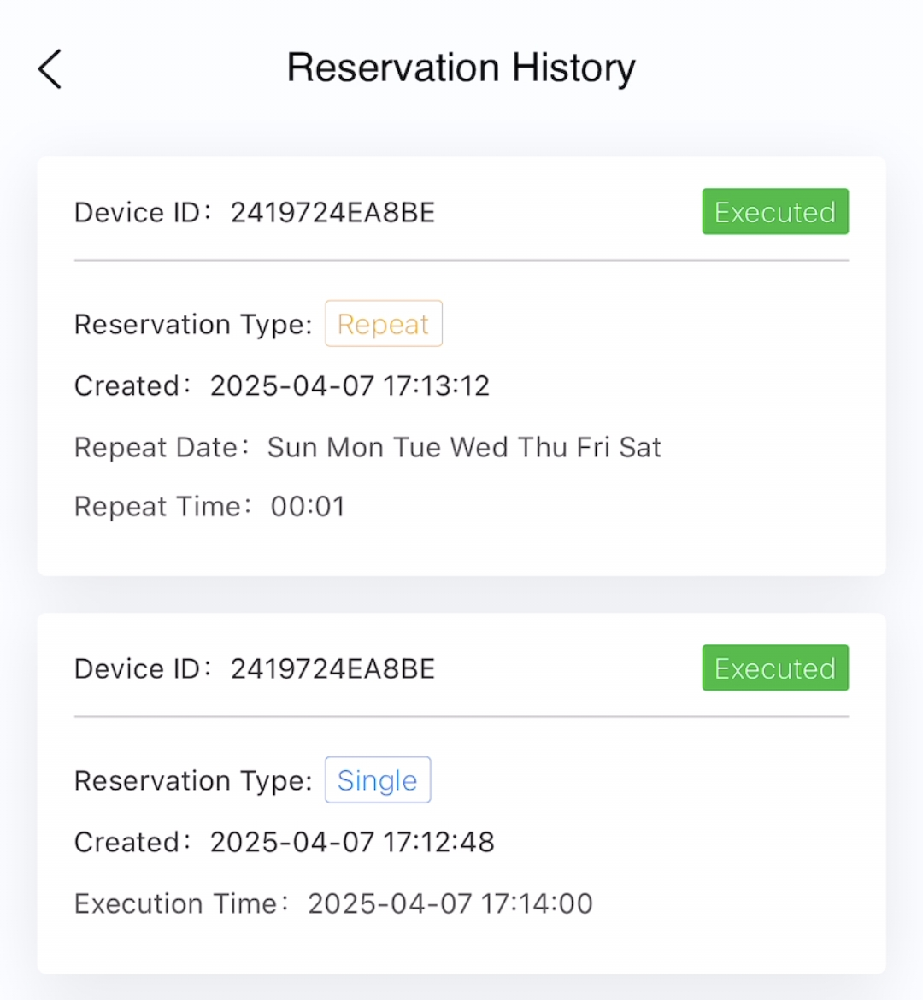 Reservation History
Device ID: 2419724EA8BE Executed
Reservation Type: Repeat
Created: 2025-04-07 17:13:12
Repeat Date: Sun Mon Tue Wed Thu Fri Sat
Repeat Time: 00:01
Device ID: 2419724EA8BE Executed
Reservation Type: Single
Created: 2025-04-07 17:12:48
Execution Time: 2025-04-07 17:14:00